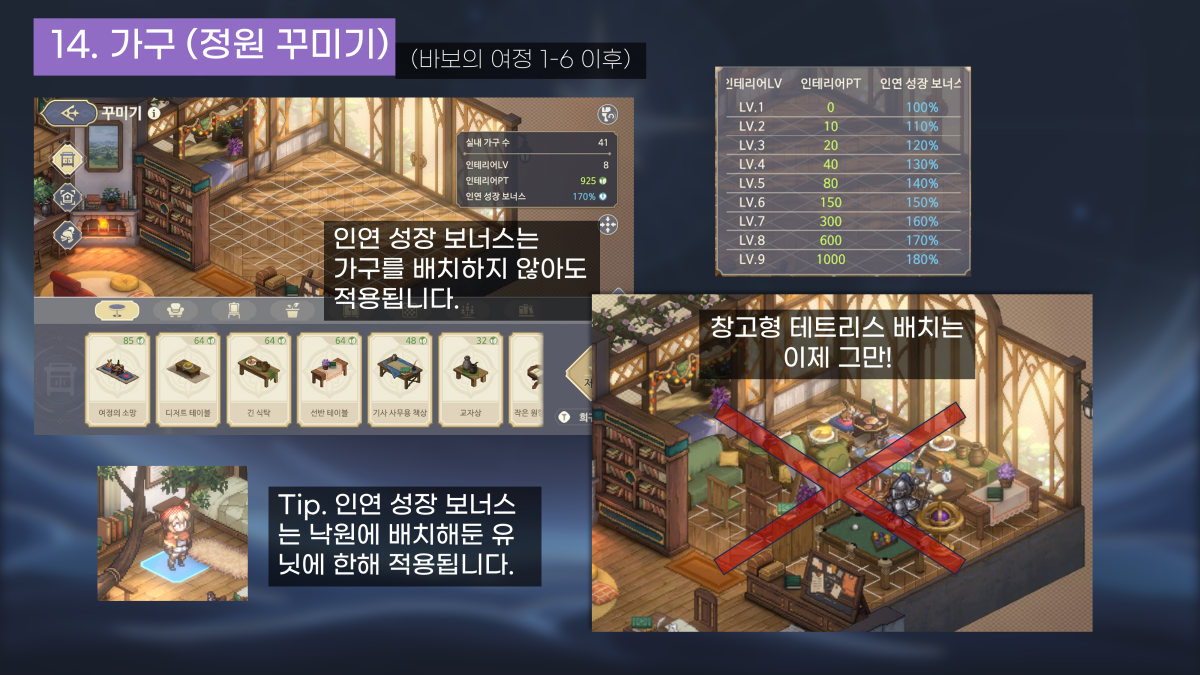 14. 가구 (정원 꾸미기)
(바보의 여정 1-6 이후)
꾸미기
실내 가구 수 41
인테리어LV 8
인테리어PT 925
인연 성장 보너스 170%
인연 성장 보너스는
가구를 배치하지 않아도
적용됩니다.
85
64
64
64
48
32
여정의 소망
디저트 테이블
긴 식탁
선반 테이블
기사 사무용 책상
교자상
작은 원
T
인테리어LV 인테리어PT 인연 성장 보너스
LV.1 0 100%
LV.2 10 110%
LV.3 20 120%
LV.4 40 130%
LV.5 80 140%
LV.6 150 150%
LV.7 300 160%
LV.8 600 170%
LV.9 1000 180%
창고형 테트리스 배치는
이제 그만!
Tip. 인연 성장 보너스
는 낙원에 배치해둔 유
닛에 한해 적용됩니다.